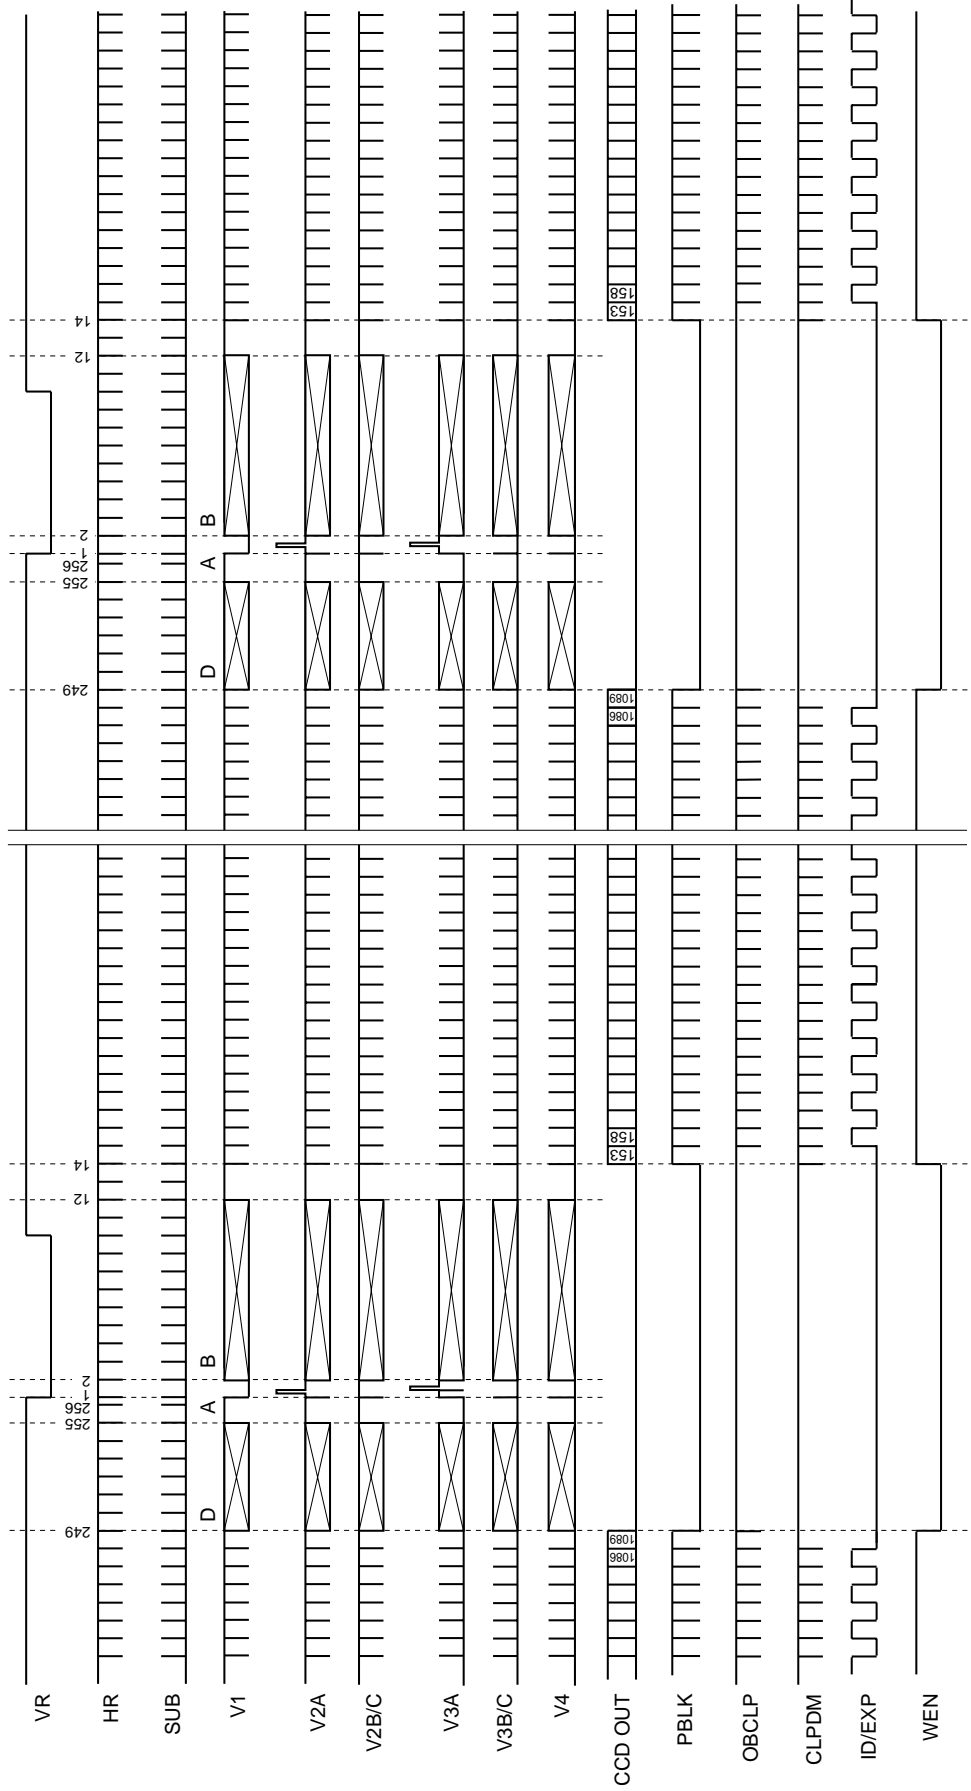 VR
249 255 256 1 2 12 14 249 255 256 1 2 12 14
HR
SUB
D A B D A B
V1
V2A
V2B/C
V3A
V3B/C
V4
CCD OUT 1086 1089 153 158 1086 1089 153 158
PBLK
OBCLP
CLPDM
ID/EXP
WEN